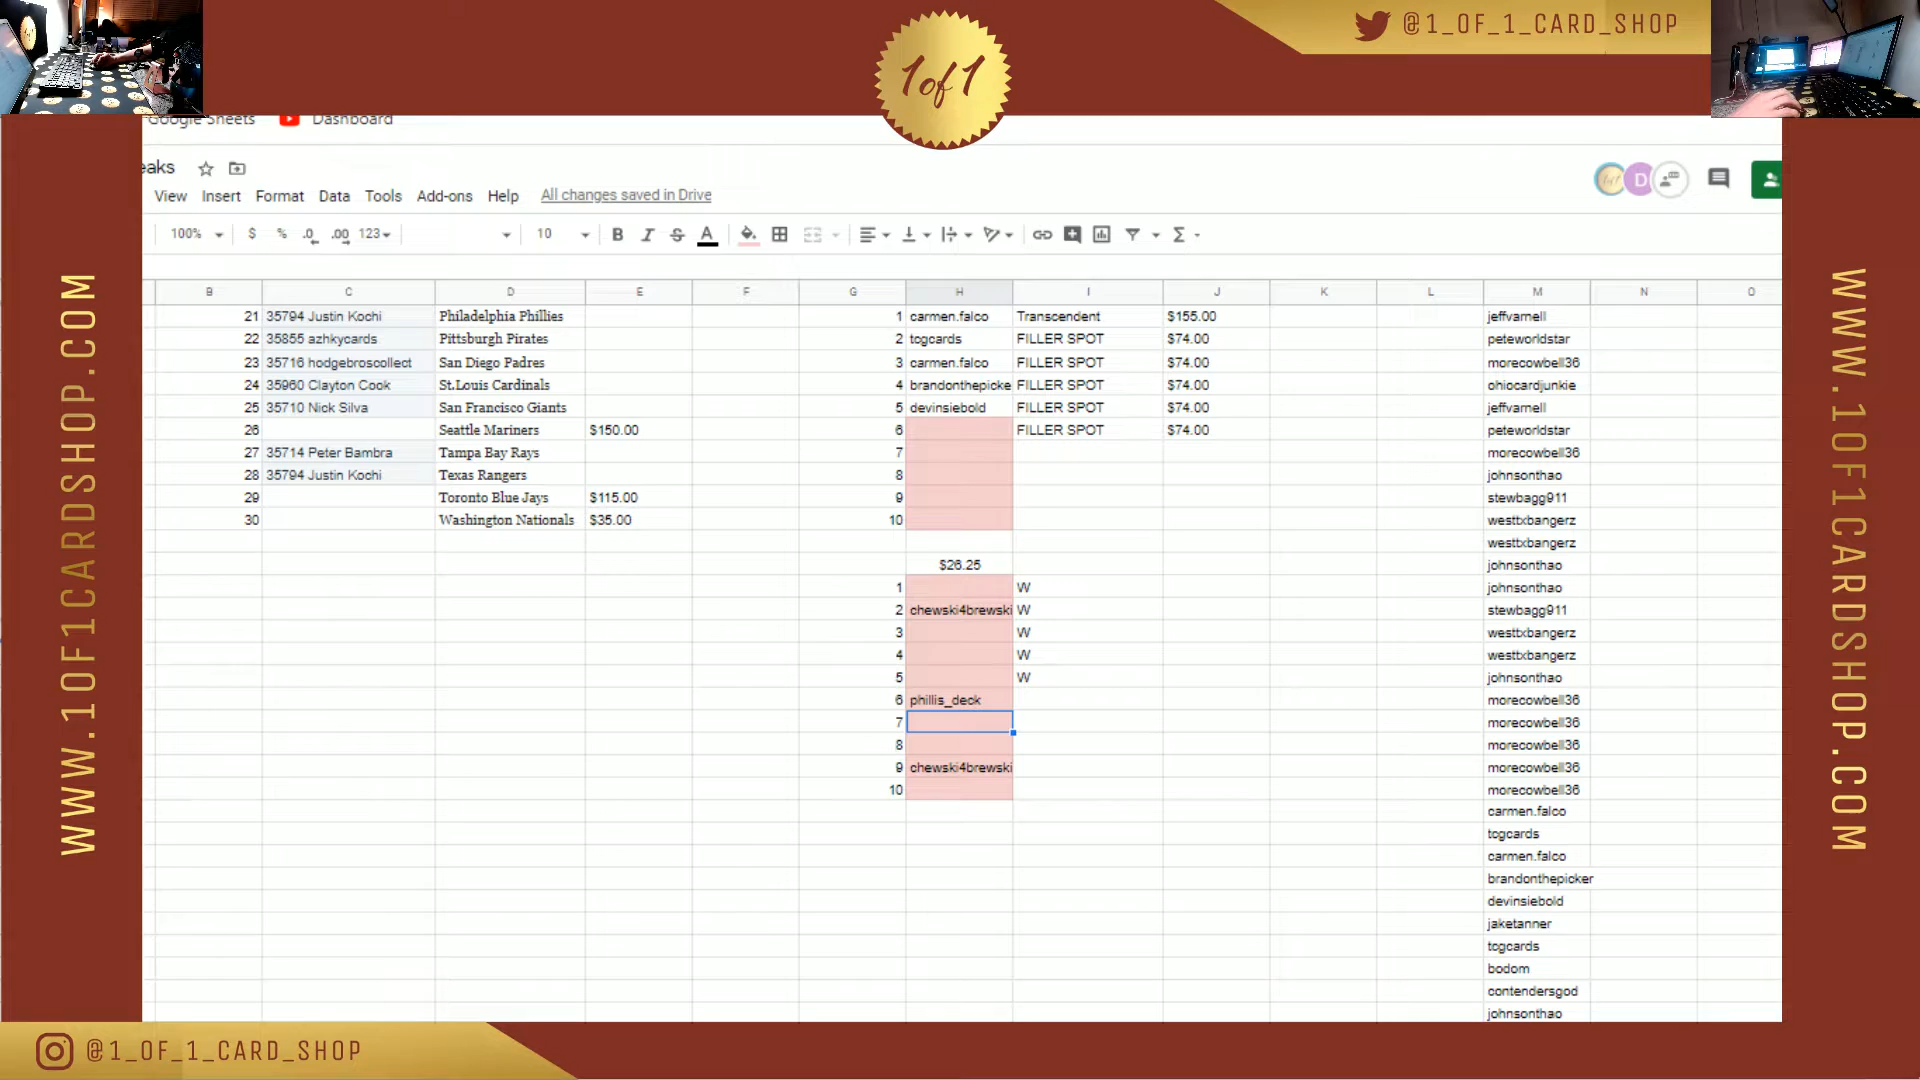 @1_OF_1_CARD_SHOP
1of1
Google Sheets Dashboard
eaks
D
View Insert Format Data Tools Add-ons Help All changes saved in Drive
100% $ % .0 .00 123 10 B I S A
B C D E F G H I J K L M N O
21 35794 Justin Kochi Philadelphia Phillies 1 carmen.falco Transcendent $155.00 jeffvarnell
22 35855 azhkycards Pittsburgh Pirates 2 togcards FILLER SPOT $74.00 peteworldstar
23 35716 hodgebroscollect San Diego Padres 3 carmen.falco FILLER SPOT $74.00 morecowbell36
24 35960 Clayton Cook St.Louis Cardinals 4 brandonthepicke FILLER SPOT $74.00 ohiocardjunkie
25 35710 Nick Silva San Francisco Giants 5 devinsiebold FILLER SPOT $74.00 jeffvarnell
26 Seattle Mariners $150.00 6 FILLER SPOT $74.00 peteworldstar
27 35714 Peter Bambra Tampa Bay Rays 7 morecowbell36
28 35794 Justin Kochi Texas Rangers 8 johnsonthao
29 Toronto Blue Jays $115.00 9 stewbagg911
30 Washington Nationals $35.00 10 westtxbangerz
westtxbangerz
$26.25 johnsonthao
1 W johnsonthao
2 chewski4brewski W stewbagg911
3 W westtxbangerz
4 W westtxbangerz
5 W johnsonthao
6 phillis_deck morecowbell36
7 morecowbell36
8 morecowbell36
9 chewski4brewski morecowbell36
10 morecowbell36
carmen.falco
togcards
carmen.falco
brandonthepicker
devinsiebold
jaketanner
togcards
bodom
contendersgod
johnsonthao
WWW.1OF1CARDSHOP.COM
WWW.1OF1CARDSHOP.COM
@1_OF_1_CARD_SHOP